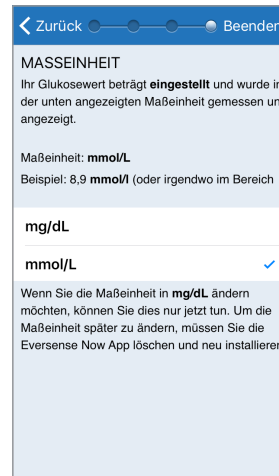 Zurück Beenden
MASSEINHEIT
Ihr Glukosewert beträgt eingestellt und wurde in
der unten angezeigten Maßeinheit gemessen un
angezeigt.
Maßeinheit: mmol/L
Beispiel: 8,9 mmol/l (oder irgendwo im Bereich
mg/dL
mmol/L
Wenn Sie die Maßeinheit in mg/dL ändern
möchten, können Sie dies nur jetzt tun. Um die
Maßeinheit später zu ändern, müssen Sie die
Eversense Now App löschen und neu installieren